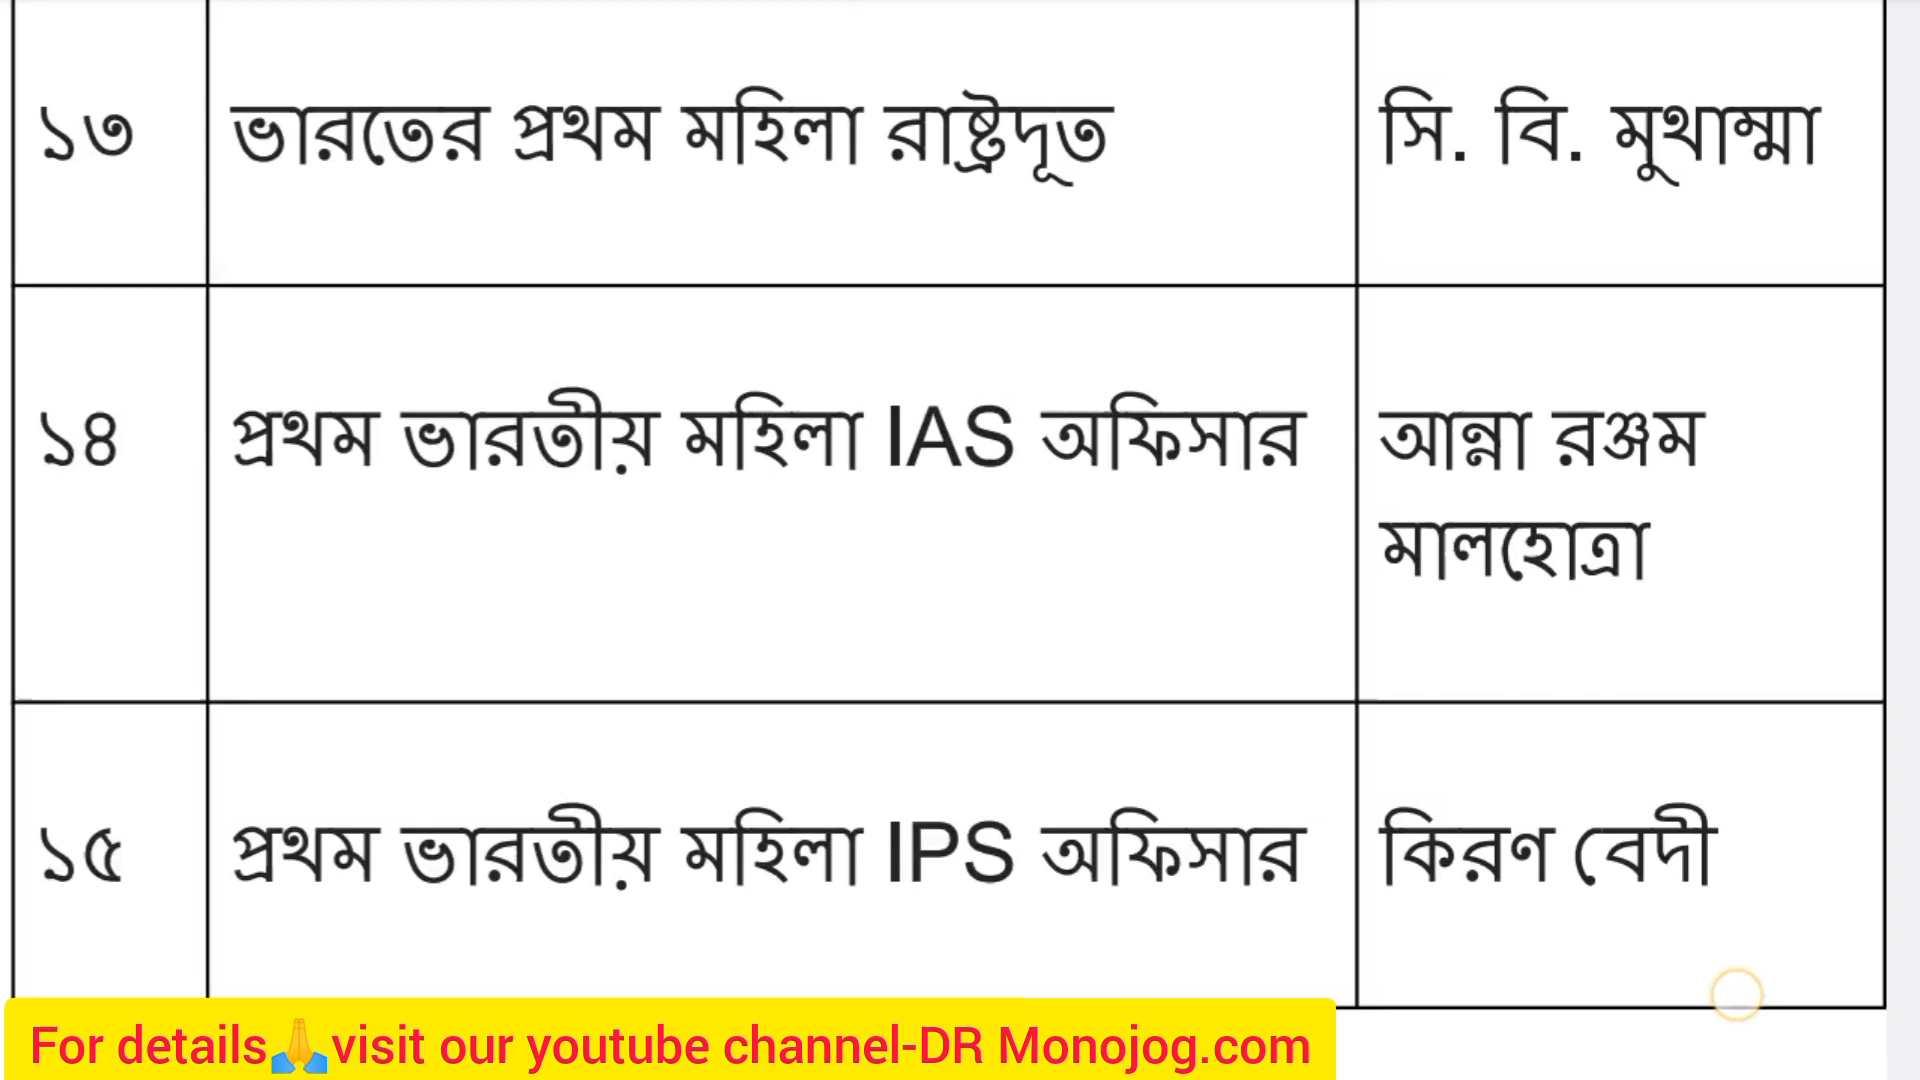 ১৩ ভারতের প্রথম মহিলা রাষ্ট্রদূত সি. বি. মুথাম্মা
১৪ প্রথম ভারতীয় মহিলা IAS অফিসার আন্না রঞ্জম
মালহোত্রা
১৫ প্রথম ভারতীয় মহিলা IPS অফিসার কিরণ বেদী
For details🙏visit our youtube channel-DR Monojog.com